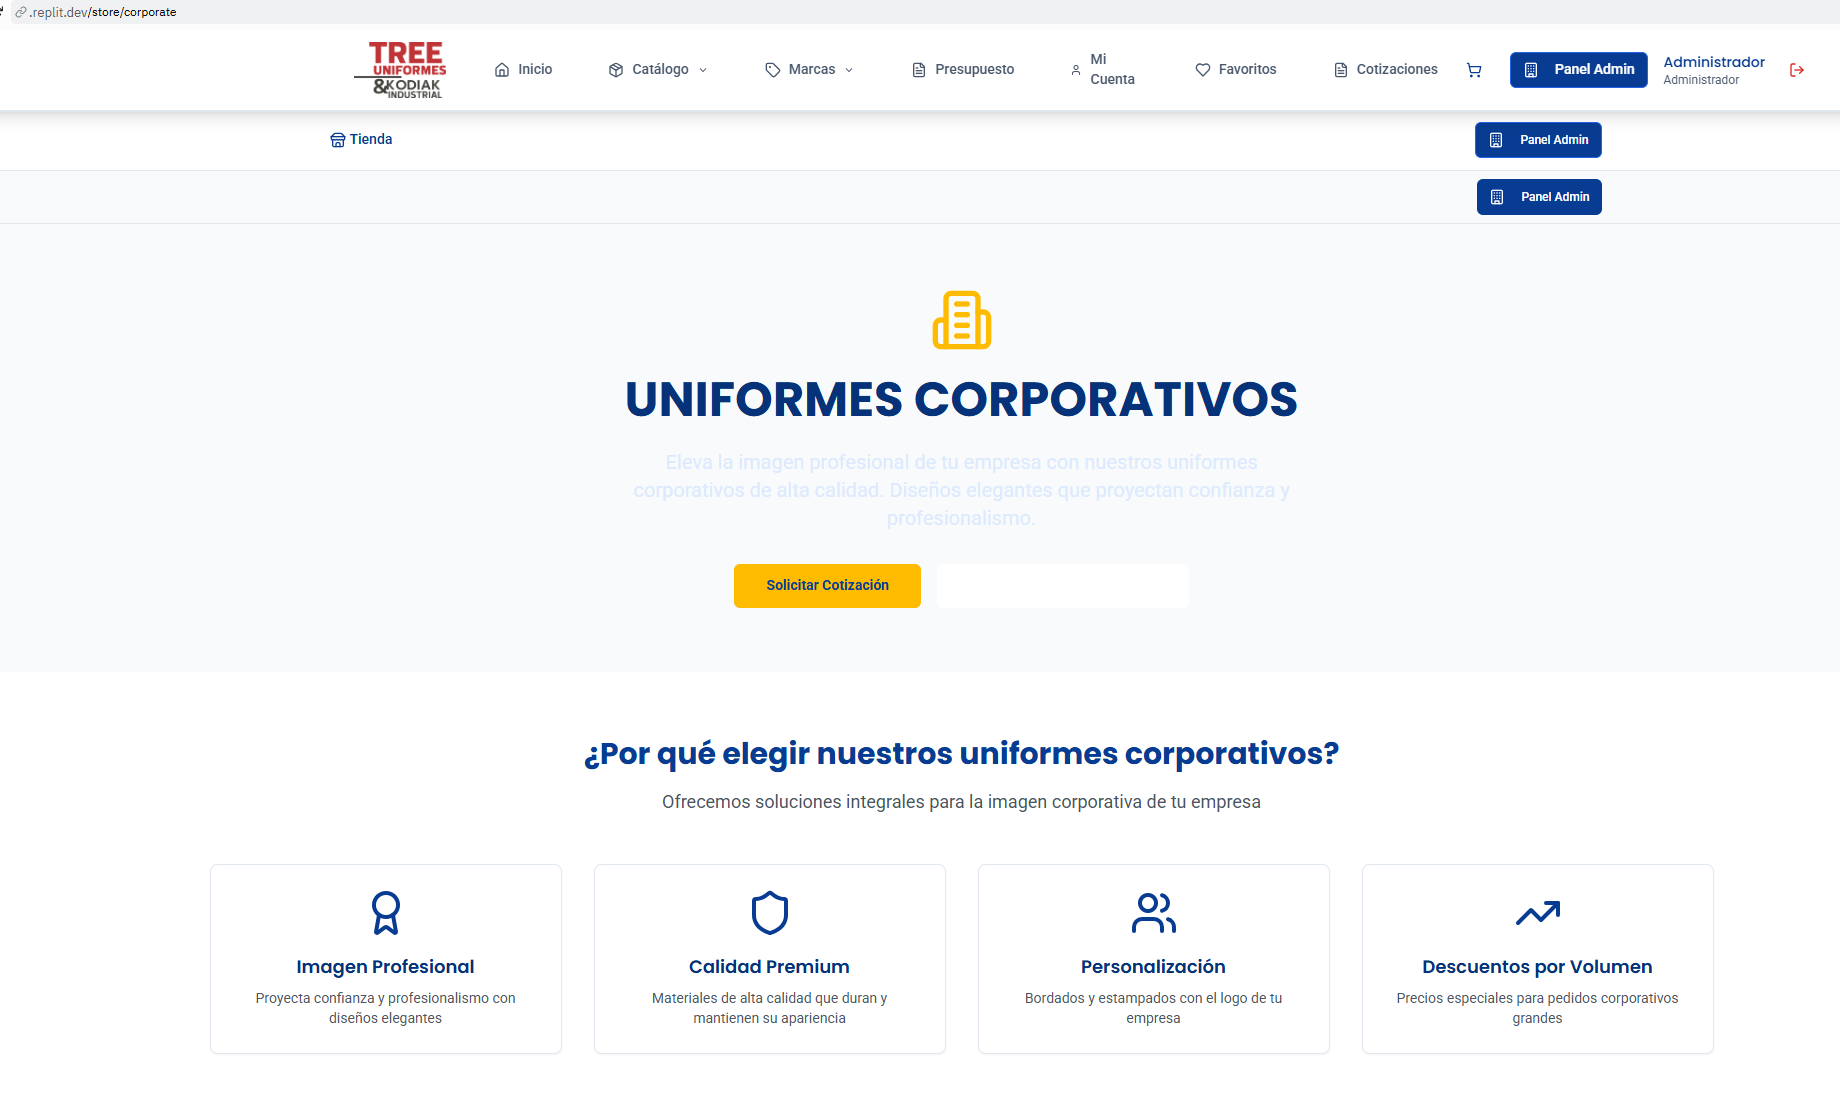 .replit.dev/store/corporate
TREE
UNIFORMES
&KODIAK
INDUSTRIAL
Inicio
Catálogo
Marcas
Presupuesto
Mi
Cuenta
Favoritos
Cotizaciones
Panel Admin
Administrador
Administrador
Tienda
Panel Admin
Panel Admin
UNIFORMES CORPORATIVOS
Eleva la imagen profesional de tu empresa con nuestros uniformes
corporativos de alta calidad. Diseños elegantes que proyectan confianza y
profesionalismo.
Solicitar Cotización
¿Por qué elegir nuestros uniformes corporativos?
Ofrecemos soluciones integrales para la imagen corporativa de tu empresa
Imagen Profesional
Proyecta confianza y profesionalismo con
diseños elegantes
Calidad Premium
Materiales de alta calidad que duran y
mantienen su apariencia
Personalización
Bordados y estampados con el logo de tu
empresa
Descuentos por Volumen
Precios especiales para pedidos corporativos
grandes